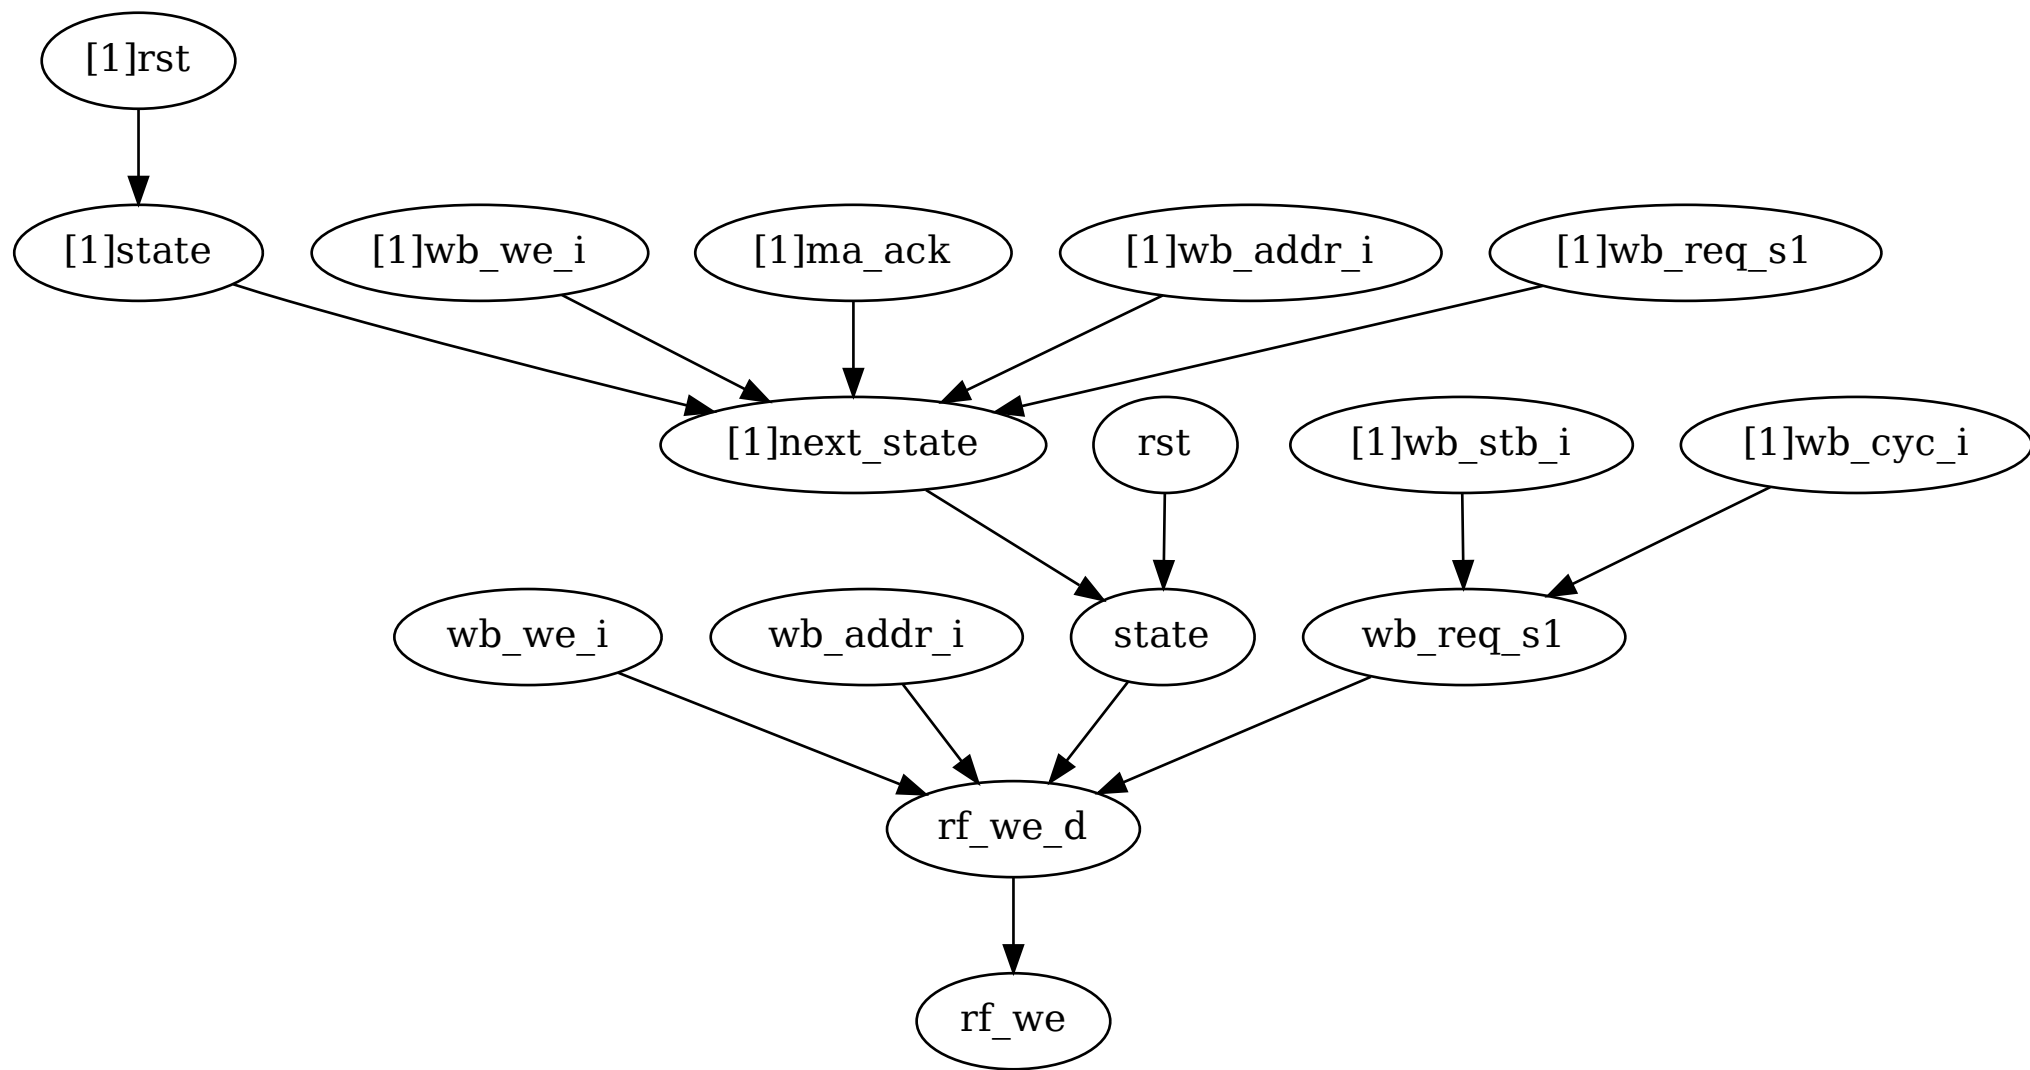 [1]rst
[1]state
[1]wb_we_i
[1]ma_ack
[1]wb_addr_i
[1]wb_req_s1
[1]next_state
rst
[1]wb_stb_i
[1]wb_cyc_i
wb_we_i
wb_addr_i
state
wb_req_s1
rf_we_d
rf_we